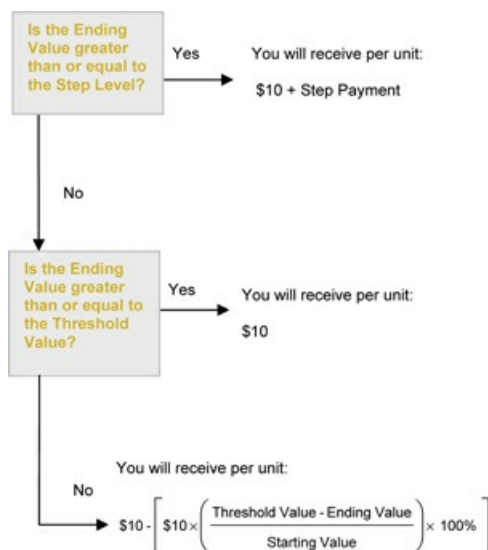 Is the Ending
Value greater
than or equal to
the Step Level?
Yes
You will receive per unit:
$10 + Step Payment
No
Is the Ending
Value greater
than or equal to
the Threshold
Value?
Yes
You will receive per unit:
$10
You will receive per unit:
No
$10 - [ $10 × ( Threshold Value - Ending Value
Starting Value ) × 100% ]